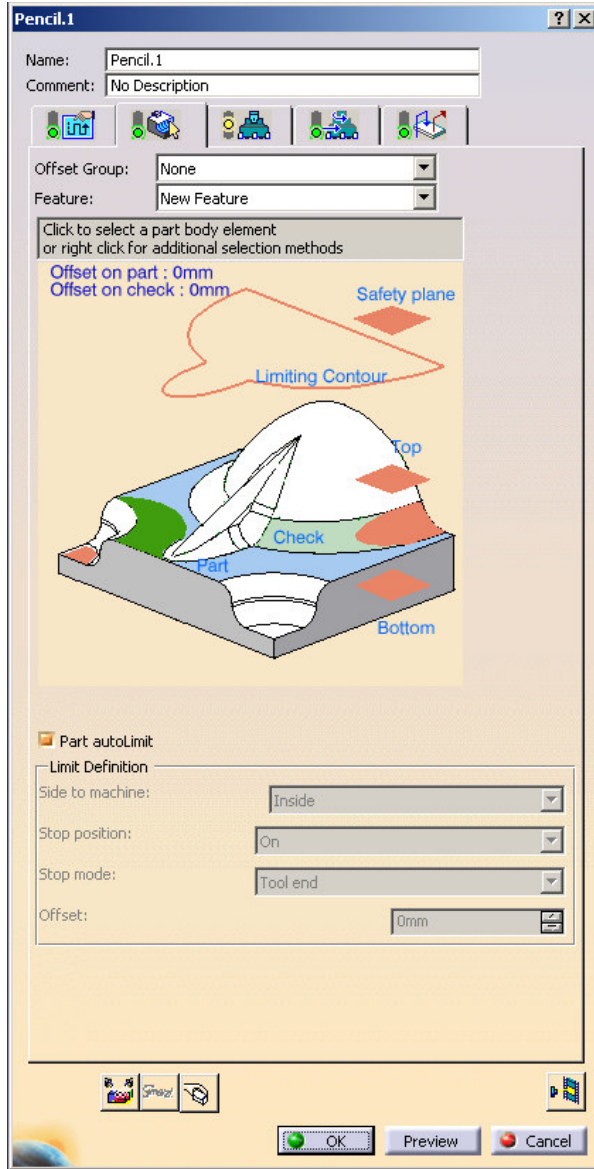 Pencil.1
Name: Pencil.1
Comment: No Description
Offset Group: None
Feature: New Feature
Click to select a part body element
or right click for additional selection methods
Offset on part : 0mm
Offset on check : 0mm
Safety plane
Limiting Contour
Top
Check
Part
Bottom
Part autoLimit
Limit Definition
Side to machine: Inside
Stop position: On
Stop mode: Tool end
Offset: 0mm
OK Preview Cancel